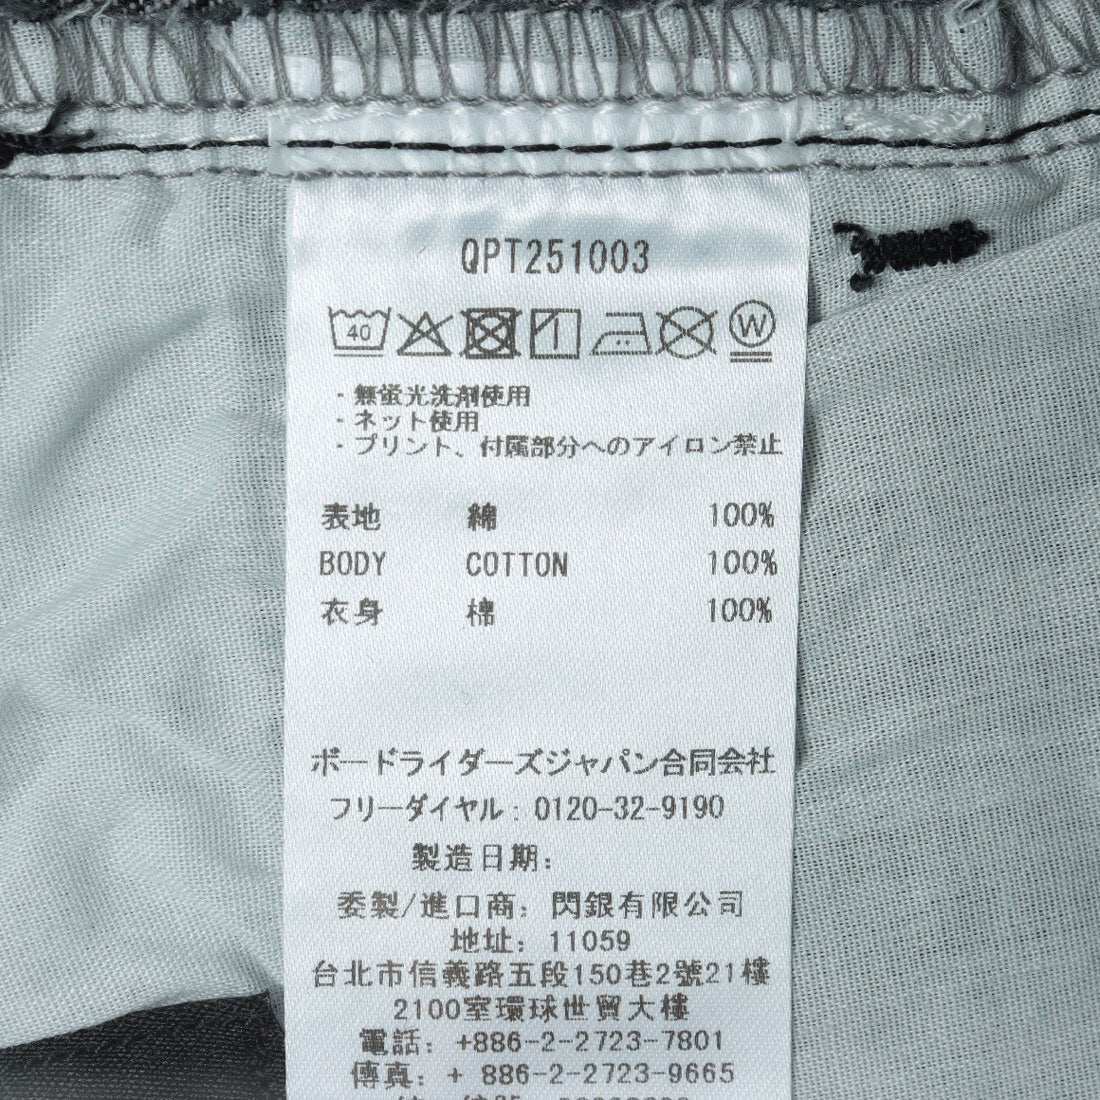 QPT251003
40 W
・無蛍光洗剤使用
・ネット使用
・プリント、付属部分へのアイロン禁止
表地 綿 100%
BODY COTTON 100%
衣身 棉 100%
ボードライダーズジャパン合同会社
フリーダイヤル：0120-32-9190
製造日期：
委製/進口商：閃銀有限公司
地址：11059
台北市信義路五段150巷2號21樓
2100室環球世貿大樓
電話：+886-2-2723-7801
傳真：+ 886-2-2723-9665